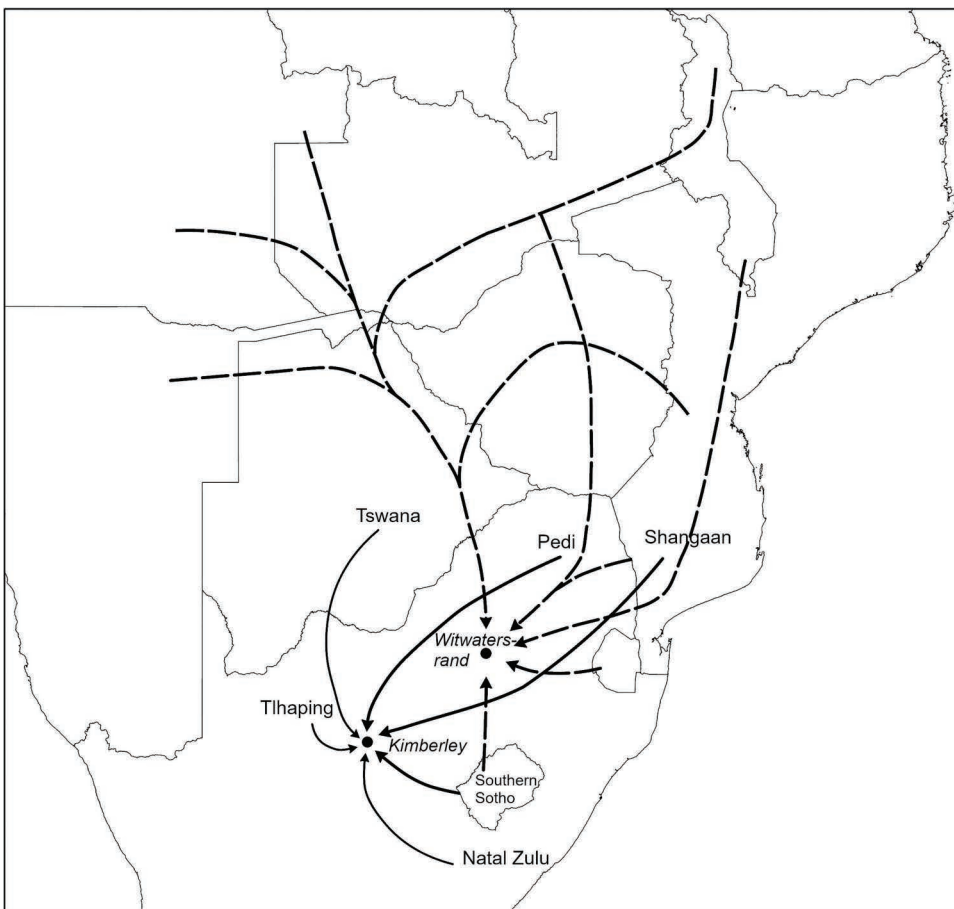 Tswana
Pedi
Shangaan
Witwaters-
rand
Tlhaping
Kimberley
Southern
Sotho
Natal Zulu